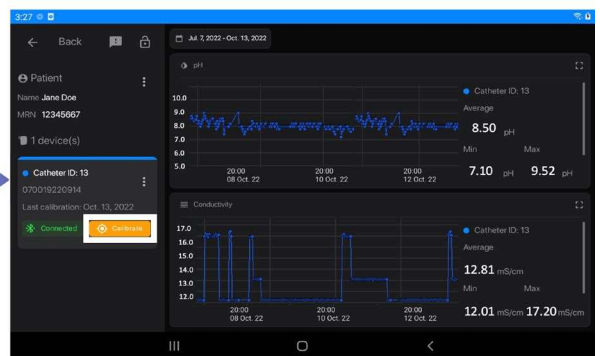 3:27
Back
Jul. 7, 2022 - Oct. 13, 2022
Patient
Name Jane Doe
MRN 12345667
1 device(s)
Catheter ID: 13
070019220914
Last calibration: Oct. 13, 2022
Connected
Calibrate
pH
10.0
9.0
8.0
7.0
6.0
5.0
20:00
08 Oct. 22
20:00
10 Oct. 22
20:00
12 Oct. 22
Catheter ID: 13
Average
8.50 pH
Min Max
7.10 pH 9.52 pH
Conductivity
17.0
16.0
15.0
14.0
13.0
12.0
20:00
08 Oct. 22
20:00
10 Oct. 22
20:00
12 Oct. 22
Catheter ID: 13
Average
12.81 mS/cm
Min Max
12.01 mS/cm 17.20 mS/cm